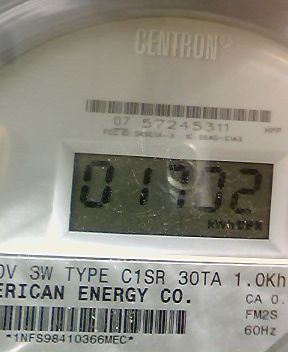 CENTRON
07 57245311
01702
kWh
0V 3W TYPE C1SR 30TA 1.0Kh
ERICAN ENERGY CO.
CA 0.
FM2S
60Hz
*1NFS98410366MEC*